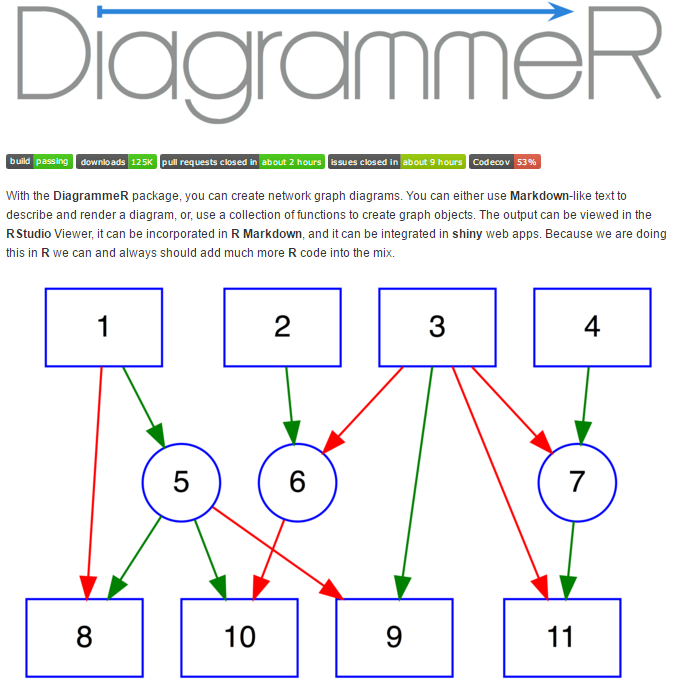 DiagrammeR
build passing downloads 125K pull requests closed in about 2 hours issues closed in about 9 hours Codecov 53%
With the DiagrammeR package, you can create network graph diagrams. You can either use Markdown-like text to
describe and render a diagram, or, use a collection of functions to create graph objects. The output can be viewed in the
RStudio Viewer, it can be incorporated in R Markdown, and it can be integrated in shiny web apps. Because we are doing
this in R we can and always should add much more R code into the mix.
1 2 3 4
5 6 7
8 10 9 11